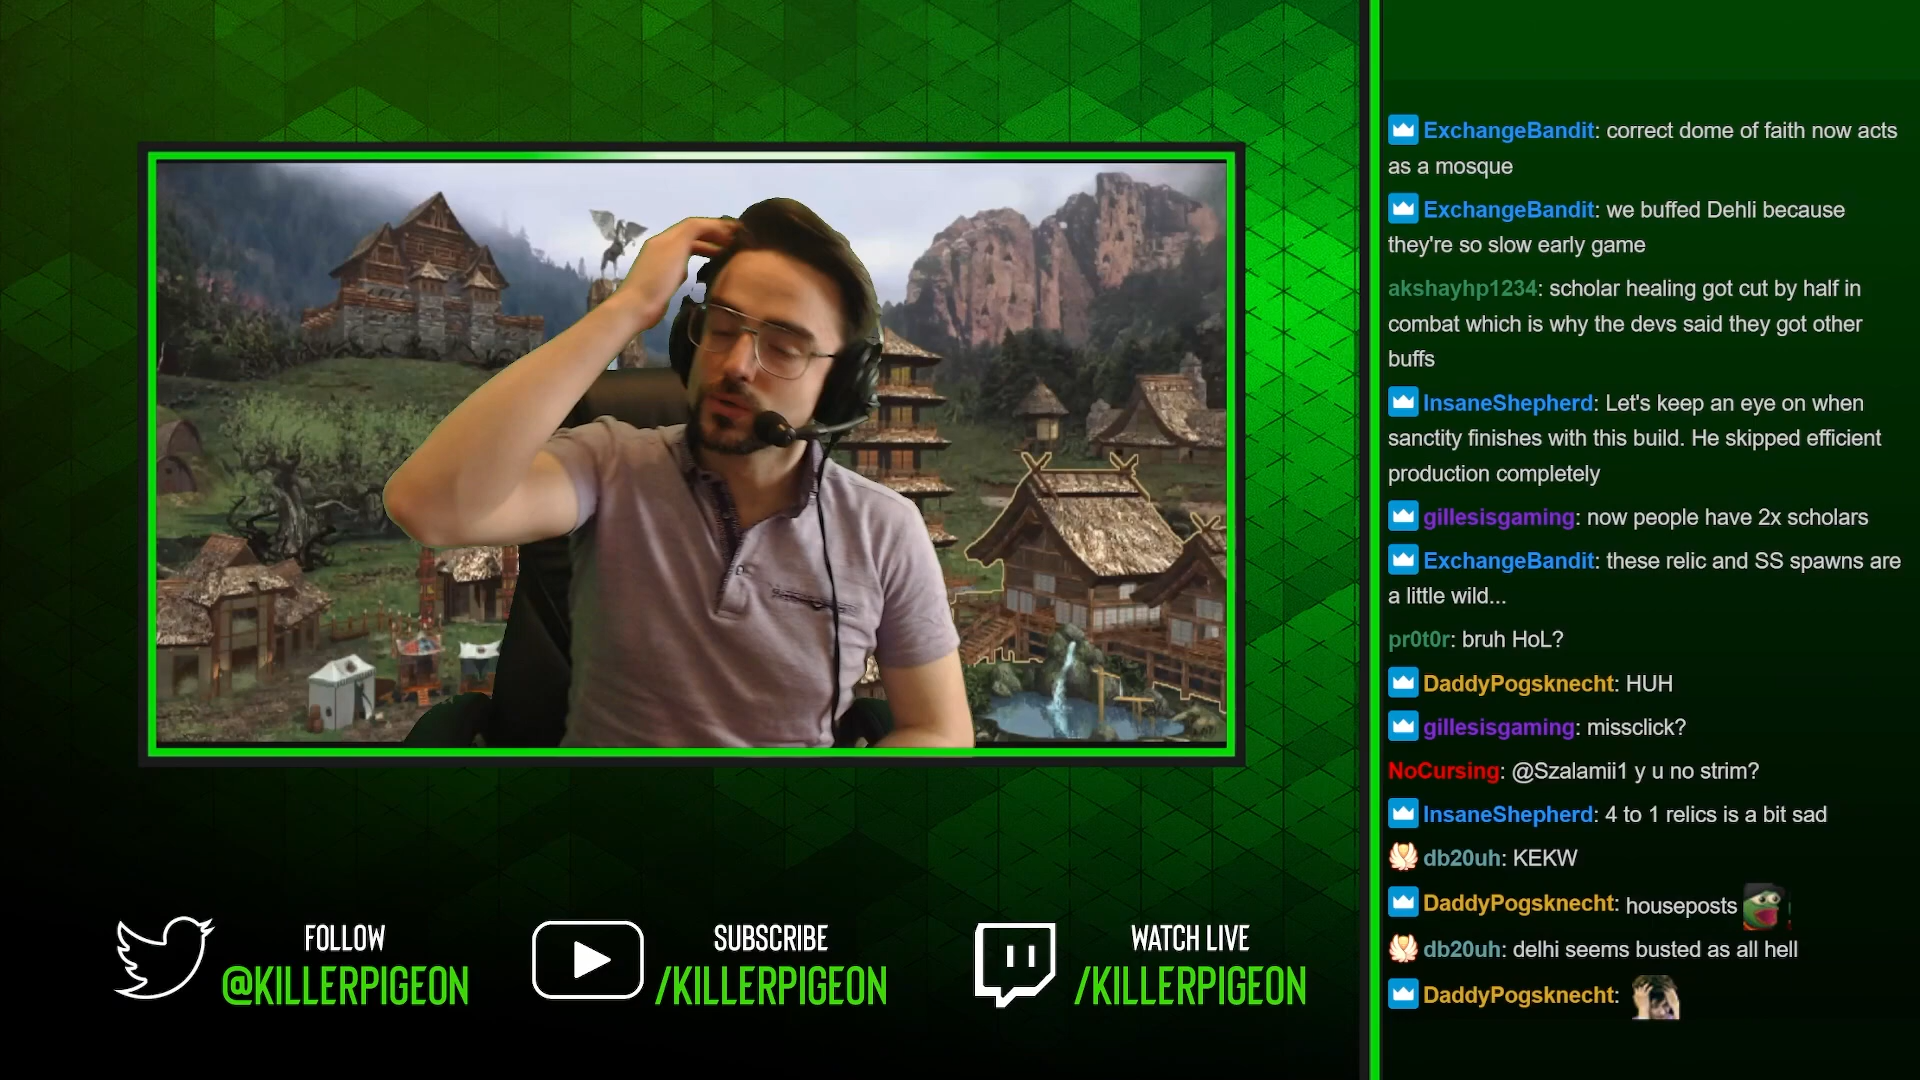 ExchangeBandit: correct dome of faith now acts
as a mosque
ExchangeBandit: we buffed Dehli because
they're so slow early game
akshayhp1234: scholar healing got cut by half in
combat which is why the devs said they got other
buffs
InsaneShepherd: Let's keep an eye on when
sanctity finishes with this build. He skipped efficient
production completely
gillesisgaming: now people have 2x scholars
ExchangeBandit: these relic and SS spawns are
a little wild...
pr0t0r: bruh HoL?
DaddyPogsknecht: HUH
gillesisgaming: missclick?
NoCursing: @Szalamii1 y u no strim?
InsaneShepherd: 4 to 1 relics is a bit sad
db20uh: KEKW
DaddyPogsknecht: houseposts
db20uh: delhi seems busted as all hell
DaddyPogsknecht:
FOLLOW
@KILLERPIGEON
SUBSCRIBE
/KILLERPIGEON
WATCH LIVE
/KILLERPIGEON